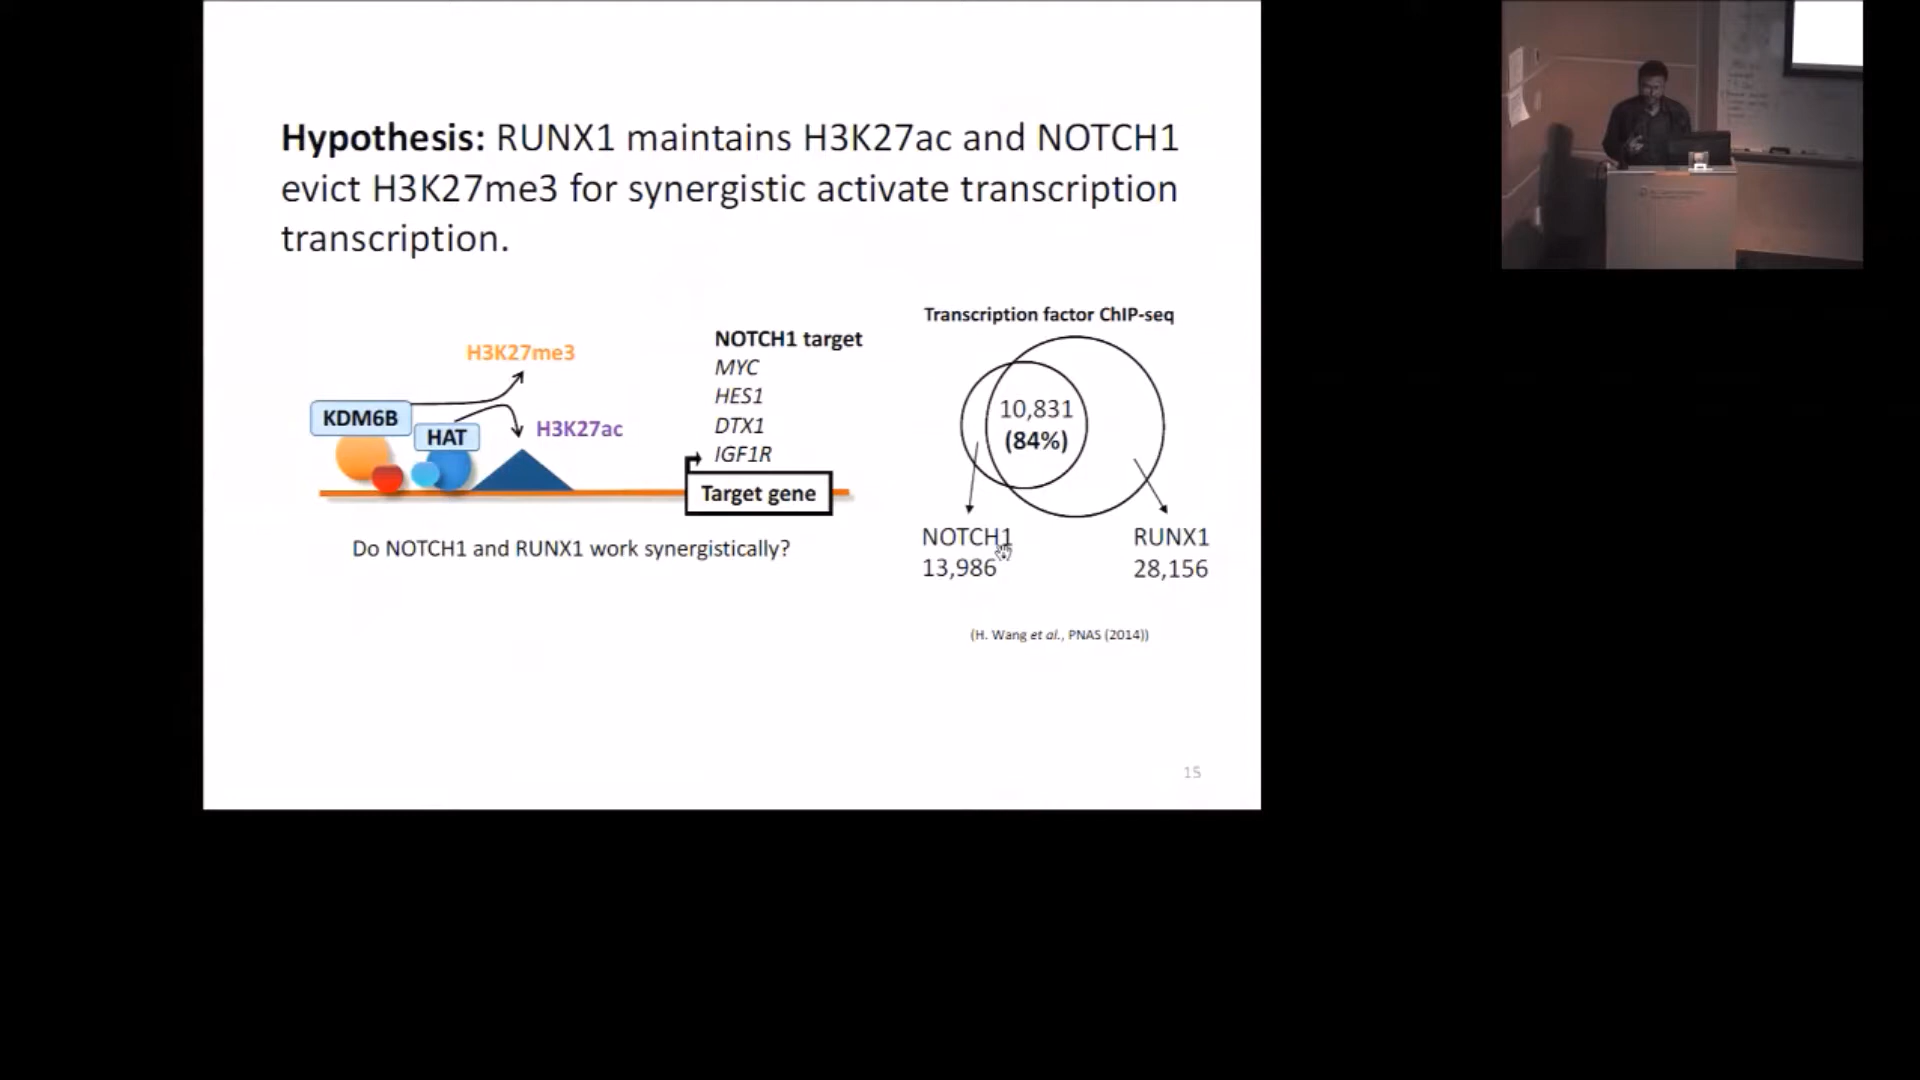 Hypothesis: RUNX1 maintains H3K27ac and NOTCH1
evict H3K27me3 for synergistic activate transcription
transcription.
Transcription factor ChIP-seq
NOTCH1 target
MYC
HES1
DTX1
IGF1R
H3K27me3
KDM6B
HAT
H3K27ac
Target gene
Do NOTCH1 and RUNX1 work synergistically?
10,831
(84%)
NOTCH1
13,986
RUNX1
28,156
(H. Wang et al., PNAS (2014))
15